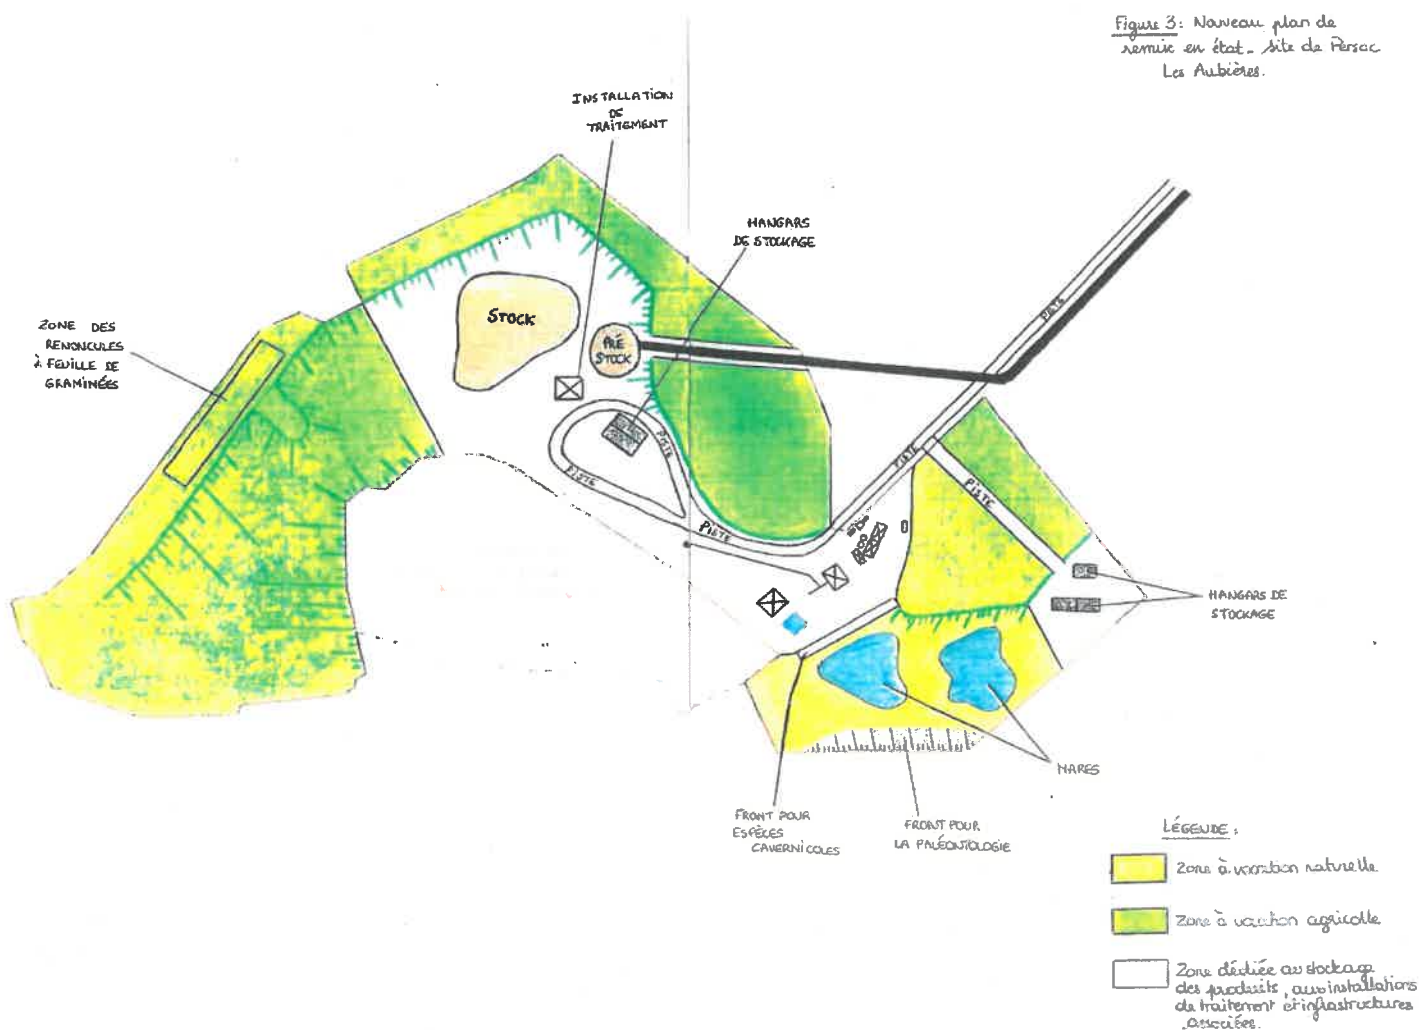 Figure 3: Nouveau plan de
remise en état - site de Persac
Les Aubières.
INSTALLATION
DE
TRAITEMENT
HANGARS
DE STOCKAGE
PISTE
STOCK
PRÉ
STOCK
ZONE DES
RENONCULES
À FEUILLE DE
GRAMINÉES
PISTE
PISTE
PISTE
PISTE
PISTE
HANGARS DE
STOCKAGE
MARES
FRONT POUR
ESPÈCES
CAVERNICOLES
FRONT POUR
LA PALÉONTOLOGIE
LÉGENDE :
Zone à vocation naturelle
Zone à vocation agricolle
Zone dédiée au stockage
des produits, aux installations
de traitement et infrastructures
associées.